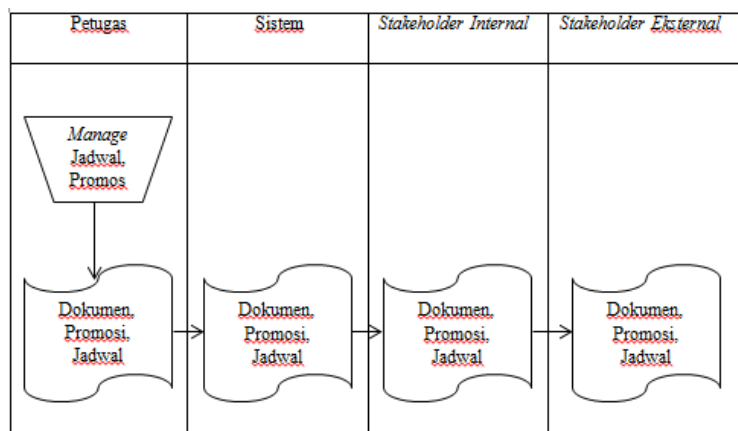 Petugas
Sistem
Stakeholder Internal
Stakeholder Eksternal
Manage
Jadwal,
Promos
Dokumen,
Promosi,
Jadwal
Dokumen,
Promosi,
Jadwal
Dokumen,
Promosi,
Jadwal
Dokumen,
Promosi,
Jadwal